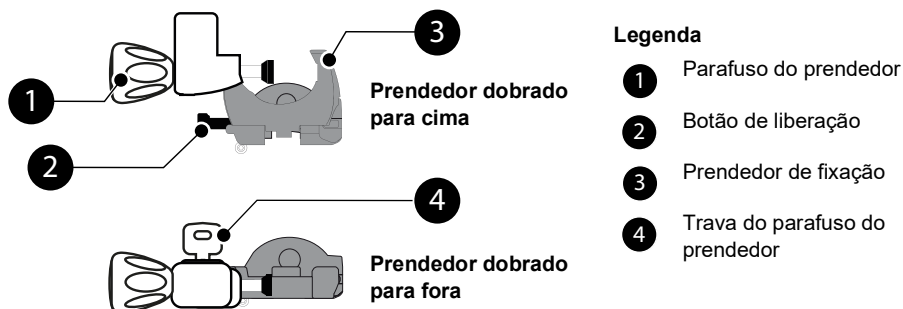 3
1
Prendedor dobrado
para cima
2
4
Prendedor dobrado
para fora
Legenda
1 Parafuso do prendedor
2 Botão de liberação
3 Prendedor de fixação
4 Trava do parafuso do
prendedor